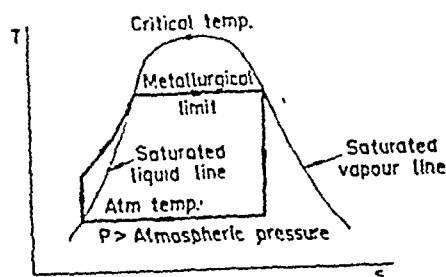 T
Critical temp.
Metallurgical
limit
Saturated
liquid line
Saturated
vapour line
Atm temp.
P> Atmospheric pressure
S